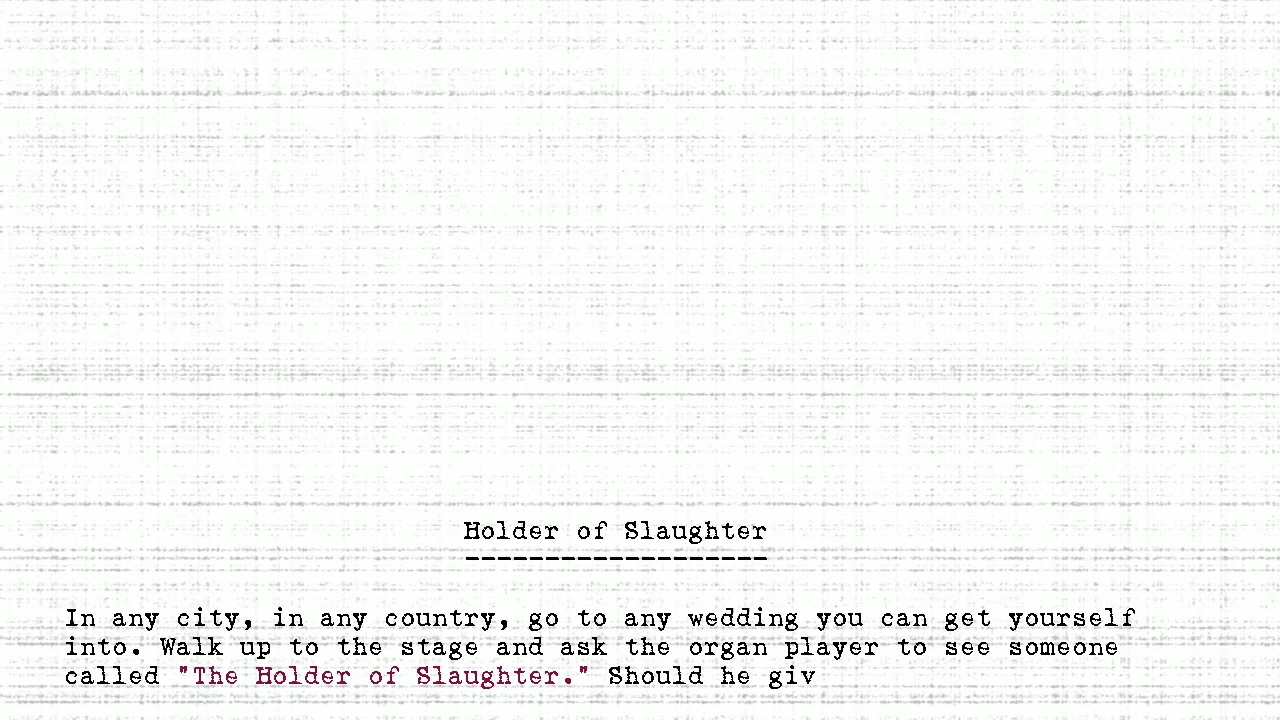 Holder of Slaughter
-------------------
In any city, in any country, go to any wedding you can get yourself
into. Walk up to the stage and ask the organ player to see someone
called "The Holder of Slaughter." Should he giv